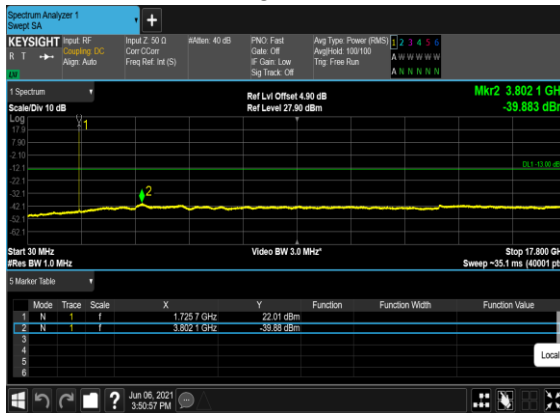 Spectrum Analyzer 1
Swept SA
+
KEYSIGHT Input: RF Input Z: 50 Ω #Atten: 40 dB PNO: Fast Avg Type: Power (RMS) 1 2 3 4 5 6
R T Coupling: DC Corr CCorr Gate: Off Avg|Hold: 100/100 A W W W W W
Align: Auto Freq Ref: Int (S) IF Gain: Low Trig: Free Run
Sig Track: Off A N N N N N
1 Spectrum Ref Lvl Offset 4.90 dB Mkr2 3.802 1 GH
Scale/Div 10 dB Ref Level 27.90 dBm -39.883 dBr
Log
17.9 1
7.90
-2.10
-12.1 DL1 -13.00 dB
-22.1
-32.1 2
-42.1
-52.1
-62.1
Start 30 MHz Video BW 3.0 MHz* Stop 17.800 GH
#Res BW 1.0 MHz Sweep ~35.1 ms (40001 pt
5 Marker Table
Mode Trace Scale X Y Function Function Width Function Value
1 N 1 f 1.725 7 GHz 22.01 dBm
2 N 1 f 3.802 1 GHz -39.88 dBm
3
4
5
6
Local
? Jun 06, 2021
3:50:57 PM